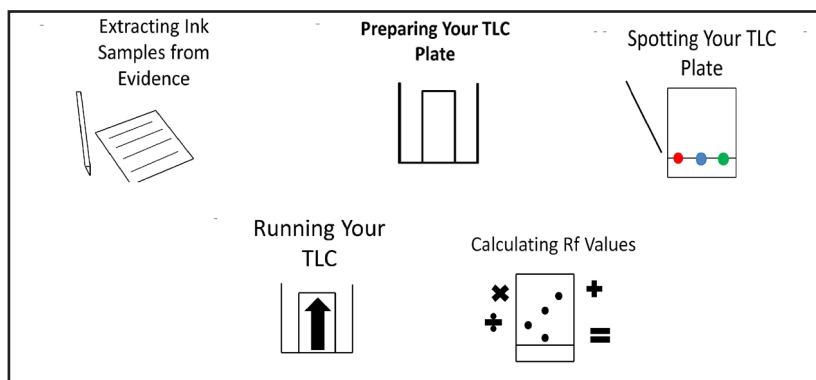 Extracting Ink
Samples from
Evidence
Preparing Your TLC
Plate
Spotting Your TLC
Plate
Running Your
TLC
Calculating Rf Values